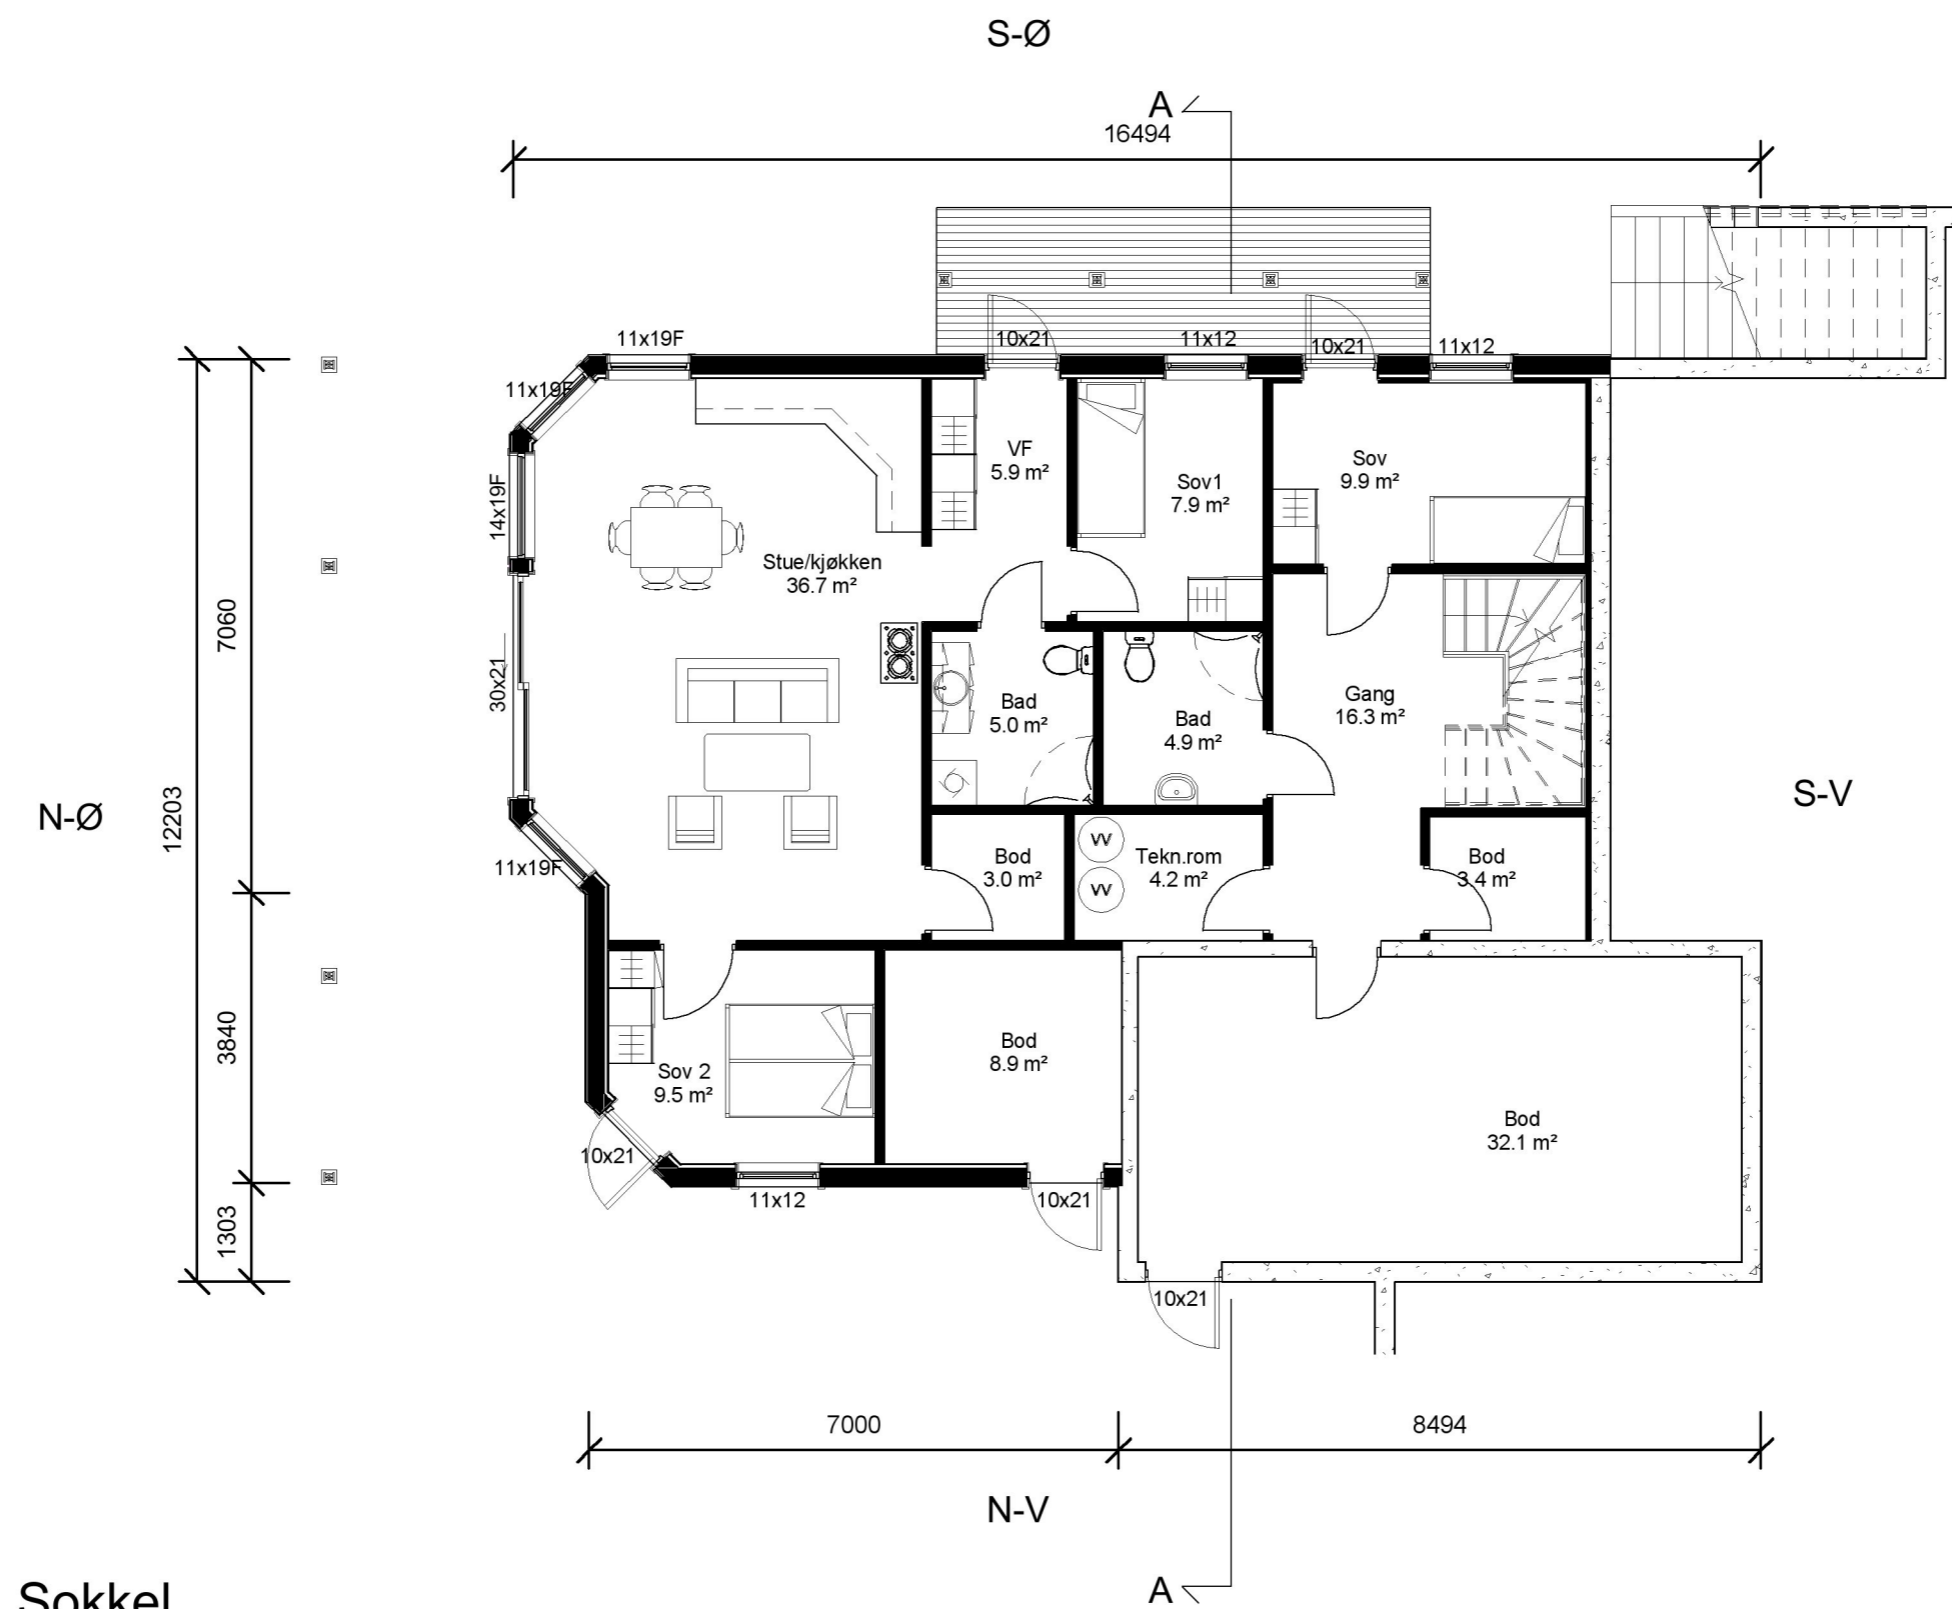 S-Ø
A
16494
11x19F
10x21
11x12
10x21
11x12
11x19F
VF
5.9 m²
Sov
9.9 m²
Sov1
7.9 m²
14x19F
Stue/kjøkken
36.7 m²
7060
30x21
Bad
5.0 m²
Bad
4.9 m²
Gang
16.3 m²
N-Ø
12203
S-V
11x19F
Bod
3.0 m²
VV
VV
Tekn.rom
4.2 m²
Bod
3.4 m²
3840
Sov 2
9.5 m²
Bod
8.9 m²
Bod
32.1 m²
10x21
11x12
10x21
1303
10x21
7000
8494
N-V
A
Sokkel